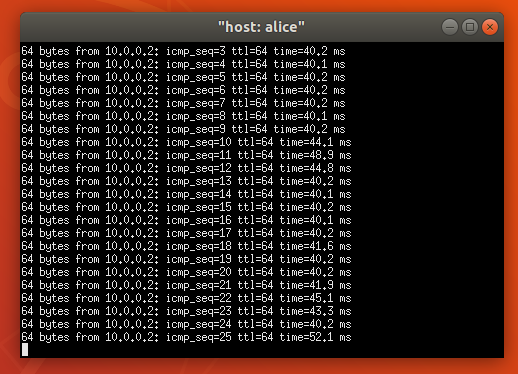 "host: alice"
64 bytes from 10.0.0.2: icmp_seq=3 ttl=64 time=40.2 ms
64 bytes from 10.0.0.2: icmp_seq=4 ttl=64 time=40.1 ms
64 bytes from 10.0.0.2: icmp_seq=5 ttl=64 time=40.2 ms
64 bytes from 10.0.0.2: icmp_seq=6 ttl=64 time=40.2 ms
64 bytes from 10.0.0.2: icmp_seq=7 ttl=64 time=40.2 ms
64 bytes from 10.0.0.2: icmp_seq=8 ttl=64 time=40.1 ms
64 bytes from 10.0.0.2: icmp_seq=9 ttl=64 time=40.2 ms
64 bytes from 10.0.0.2: icmp_seq=10 ttl=64 time=44.1 ms
64 bytes from 10.0.0.2: icmp_seq=11 ttl=64 time=48.9 ms
64 bytes from 10.0.0.2: icmp_seq=12 ttl=64 time=44.8 ms
64 bytes from 10.0.0.2: icmp_seq=13 ttl=64 time=40.2 ms
64 bytes from 10.0.0.2: icmp_seq=14 ttl=64 time=40.1 ms
64 bytes from 10.0.0.2: icmp_seq=15 ttl=64 time=40.2 ms
64 bytes from 10.0.0.2: icmp_seq=16 ttl=64 time=40.1 ms
64 bytes from 10.0.0.2: icmp_seq=17 ttl=64 time=40.2 ms
64 bytes from 10.0.0.2: icmp_seq=18 ttl=64 time=41.6 ms
64 bytes from 10.0.0.2: icmp_seq=19 ttl=64 time=40.2 ms
64 bytes from 10.0.0.2: icmp_seq=20 ttl=64 time=40.2 ms
64 bytes from 10.0.0.2: icmp_seq=21 ttl=64 time=41.9 ms
64 bytes from 10.0.0.2: icmp_seq=22 ttl=64 time=45.1 ms
64 bytes from 10.0.0.2: icmp_seq=23 ttl=64 time=43.3 ms
64 bytes from 10.0.0.2: icmp_seq=24 ttl=64 time=40.2 ms
64 bytes from 10.0.0.2: icmp_seq=25 ttl=64 time=52.1 ms